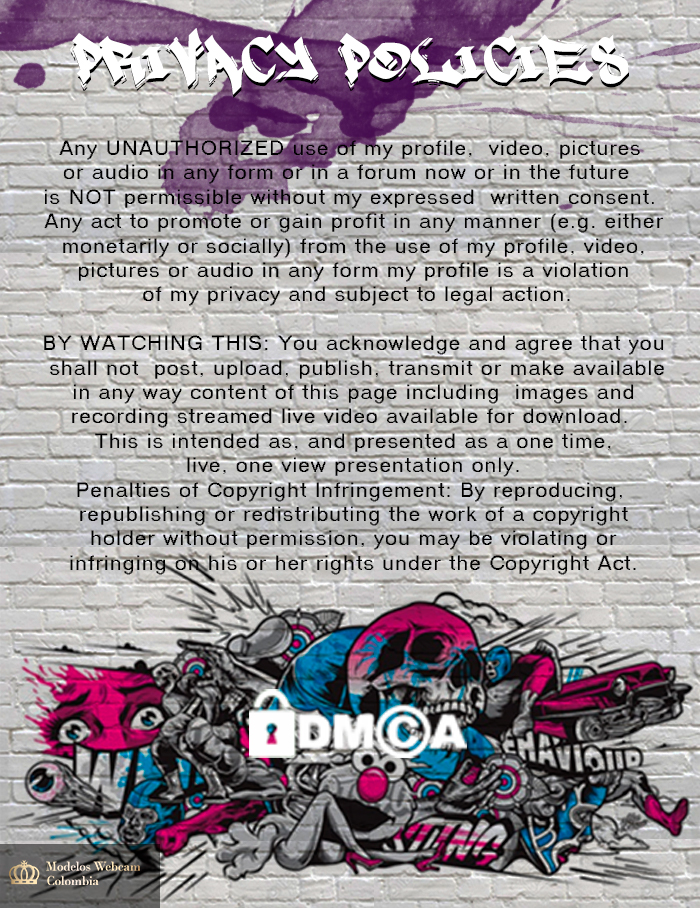 PRIVACY POLICIES
Any UNAUTHORIZED use of my profile, video, pictures
or audio in any form or in a forum now or in the future
is NOT permissible without my expressed written consent.
Any act to promote or gain profit in any manner (e.g. either
monetarily or socially) from the use of my profile, video,
pictures or audio in any form my profile is a violation
of my privacy and subject to legal action.
BY WATCHING THIS: You acknowledge and agree that you
shall not post, upload, publish, transmit or make available
in any way content of this page including images and
recording streamed live video available for download.
This is intended as, and presented as a one time,
live, one view presentation only.
Penalties of Copyright Infringement: By reproducing,
republishing or redistributing the work of a copyright
holder without permission, you may be violating or
infringing on his or her rights under the Copyright Act.
DM©A
Modelos Webcam
Colombia